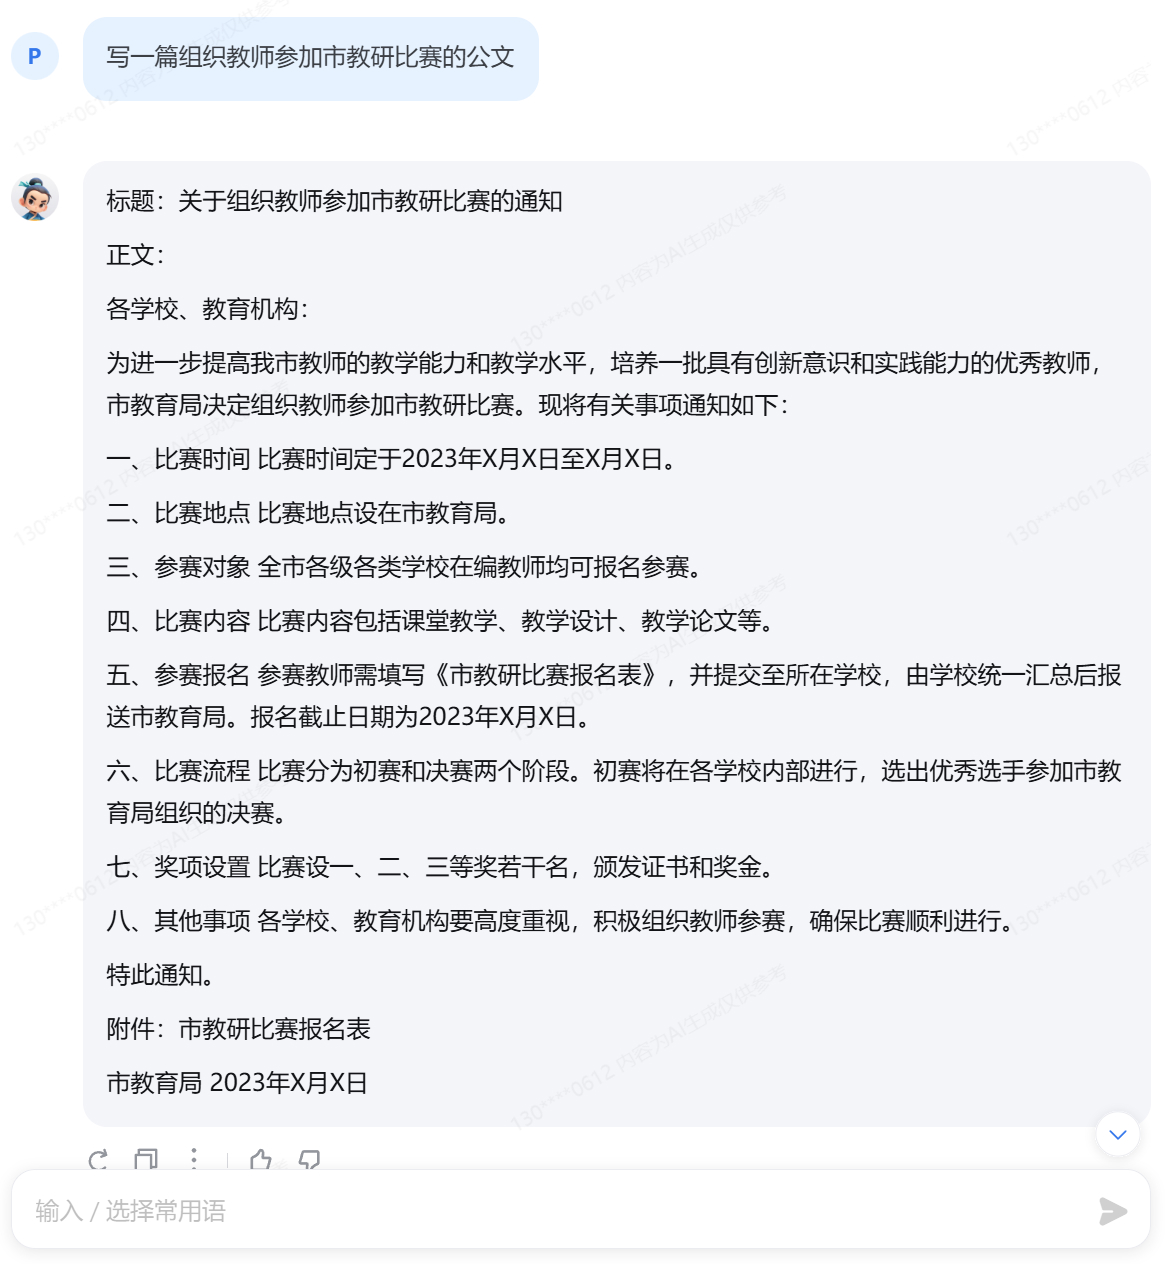 P
写一篇组织教师参加市教研比赛的公文
标题：关于组织教师参加市教研比赛的通知
正文：
各学校、教育机构：
为进一步提高我市教师的教学能力和教学水平，培养一批具有创新意识和实践能力的优秀教师，
市教育局决定组织教师参加市教研比赛。现将有关事项通知如下：
一、比赛时间 比赛时间定于2023年X月X日至X月X日。
二、比赛地点 比赛地点设在市教育局。
三、参赛对象 全市各级各类学校在编教师均可报名参赛。
四、比赛内容 比赛内容包括课堂教学、教学设计、教学论文等。
五、参赛报名 参赛教师需填写《市教研比赛报名表》，并提交至所在学校，由学校统一汇总后报
送市教育局。报名截止日期为2023年X月X日。
六、比赛流程 比赛分为初赛和决赛两个阶段。初赛将在各学校内部进行，选出优秀选手参加市教
育局组织的决赛。
七、奖项设置 比赛设一、二、三等奖若干名，颁发证书和奖金。
八、其他事项 各学校、教育机构要高度重视，积极组织教师参赛，确保比赛顺利进行。
特此通知。
附件：市教研比赛报名表
市教育局 2023年X月X日
输入 / 选择常用语
130****0612 内容为AI生成仅供参考